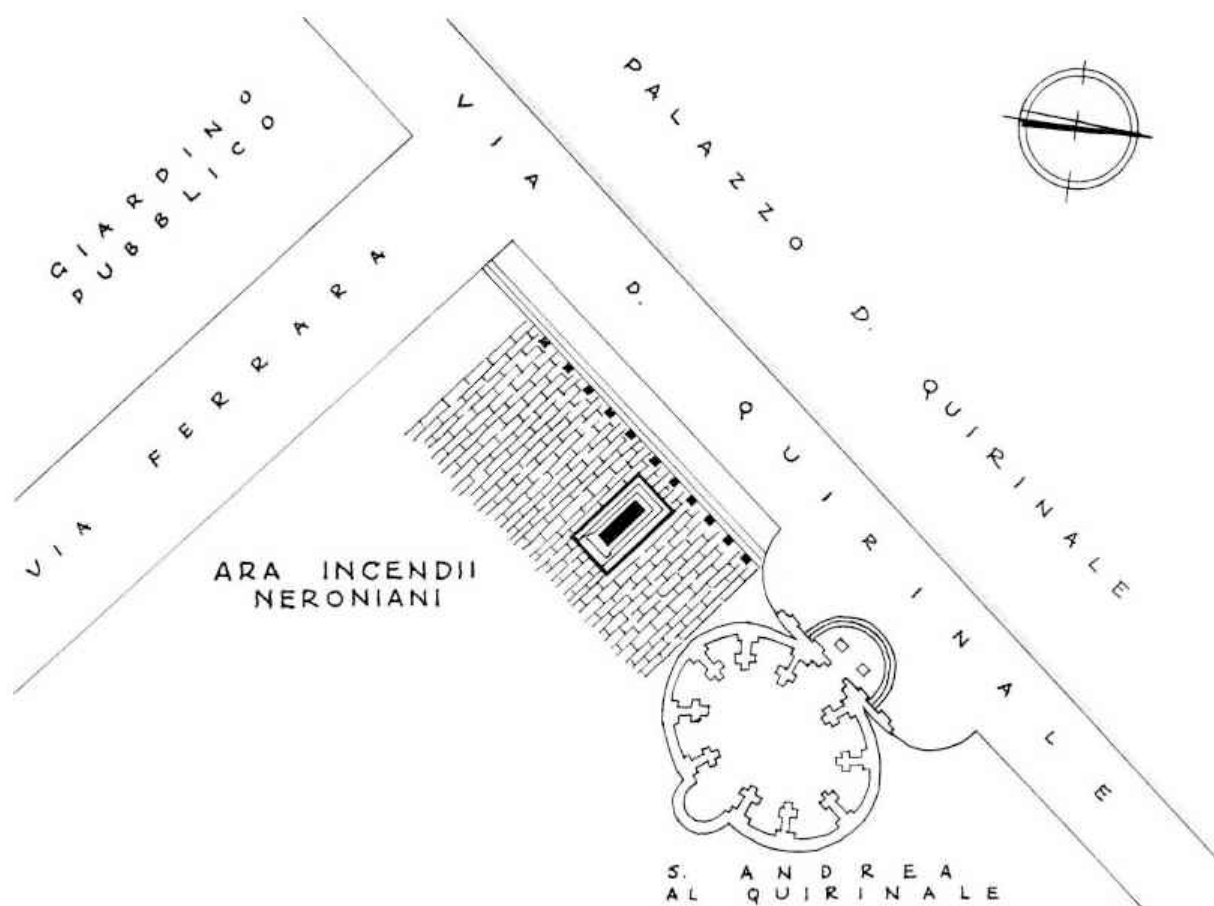 GIARDINO
PUBBLICO
VIA FERRARA
VIA D. QUIRINALE
PALAZZO D. QUIRINALE
ARA INCENDII
NERONIANI
S. ANDREA
AL QUIRINALE